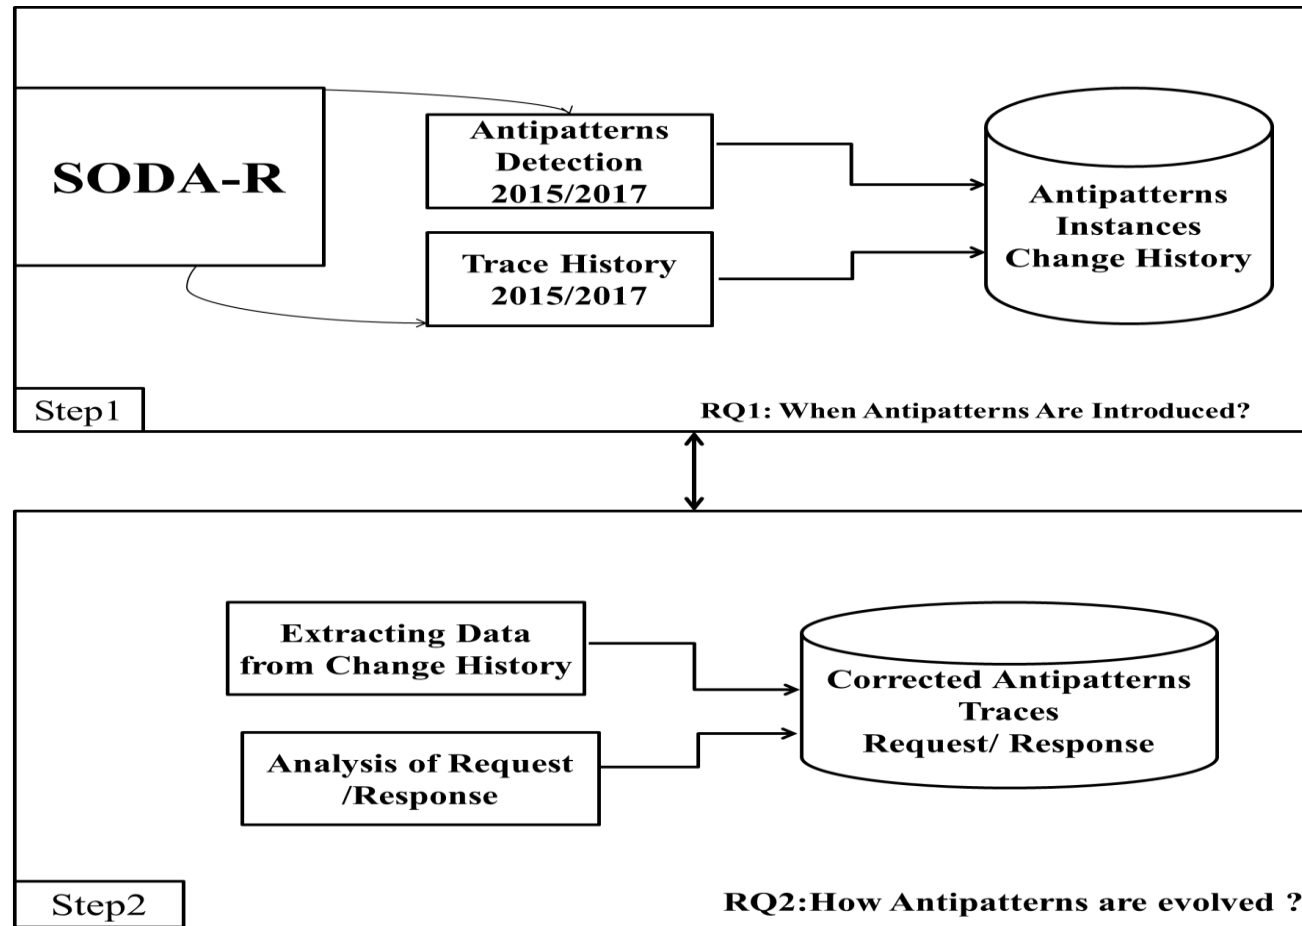 SODA-R
Antipatterns
Detection
2015/2017
Trace History
2015/2017
Antipatterns
Instances
Change History
Step1
RQ1: When Antipatterns Are Introduced?
Extracting Data
from Change History
Analysis of Request
/Response
Corrected Antipatterns
Traces
Request/ Response
Step2
RQ2:How Antipatterns are evolved ?